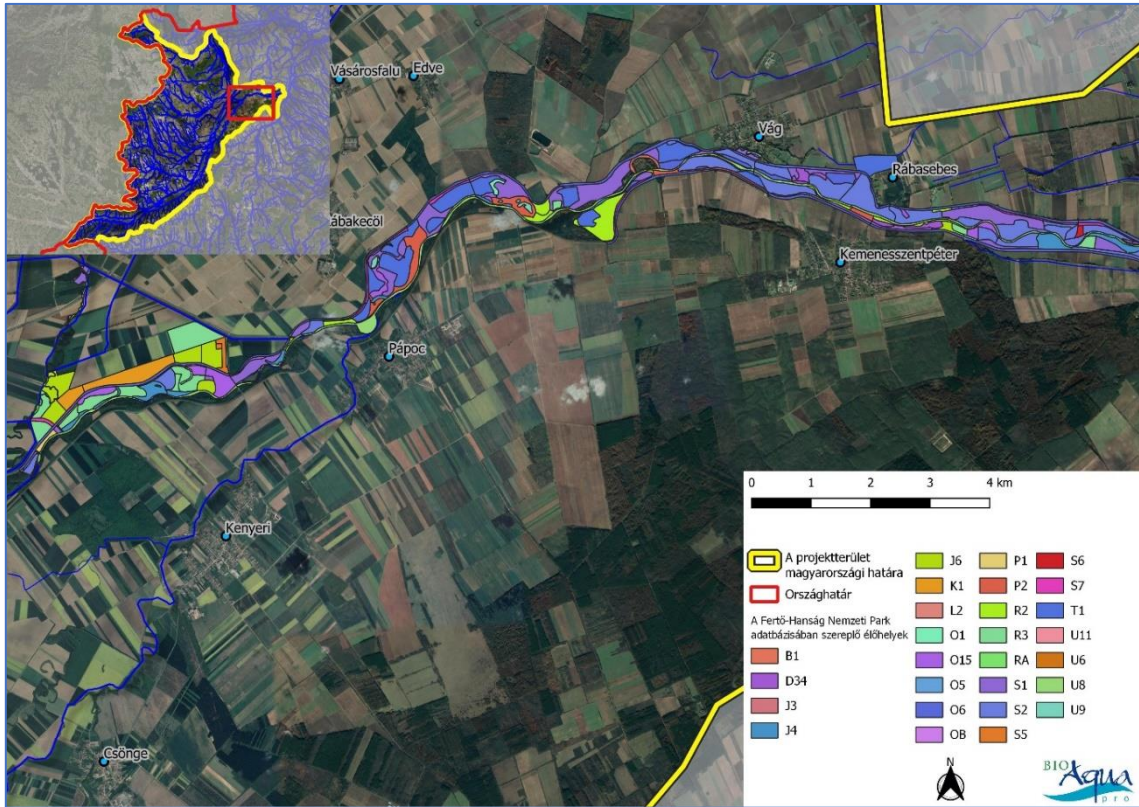 Vásárosfalu
Edve
Vág
Rábasebes
Rábakecöl
Kemenesszentpéter
Pápoc
Kenyeri
Csönge
0 1 2 3 4 km
A projektterület
magyarországi határa
Országhatár
A Fertő-Hanság Nemzeti Park
adatbázisában szereplő élőhelyek
B1
D34
J3
J4
J6
K1
L2
O1
O15
O5
O6
OB
P1
P2
R2
R3
RA
S1
S2
S5
S6
S7
T1
U11
U6
U8
U9
N
BIO
Aqua
pro